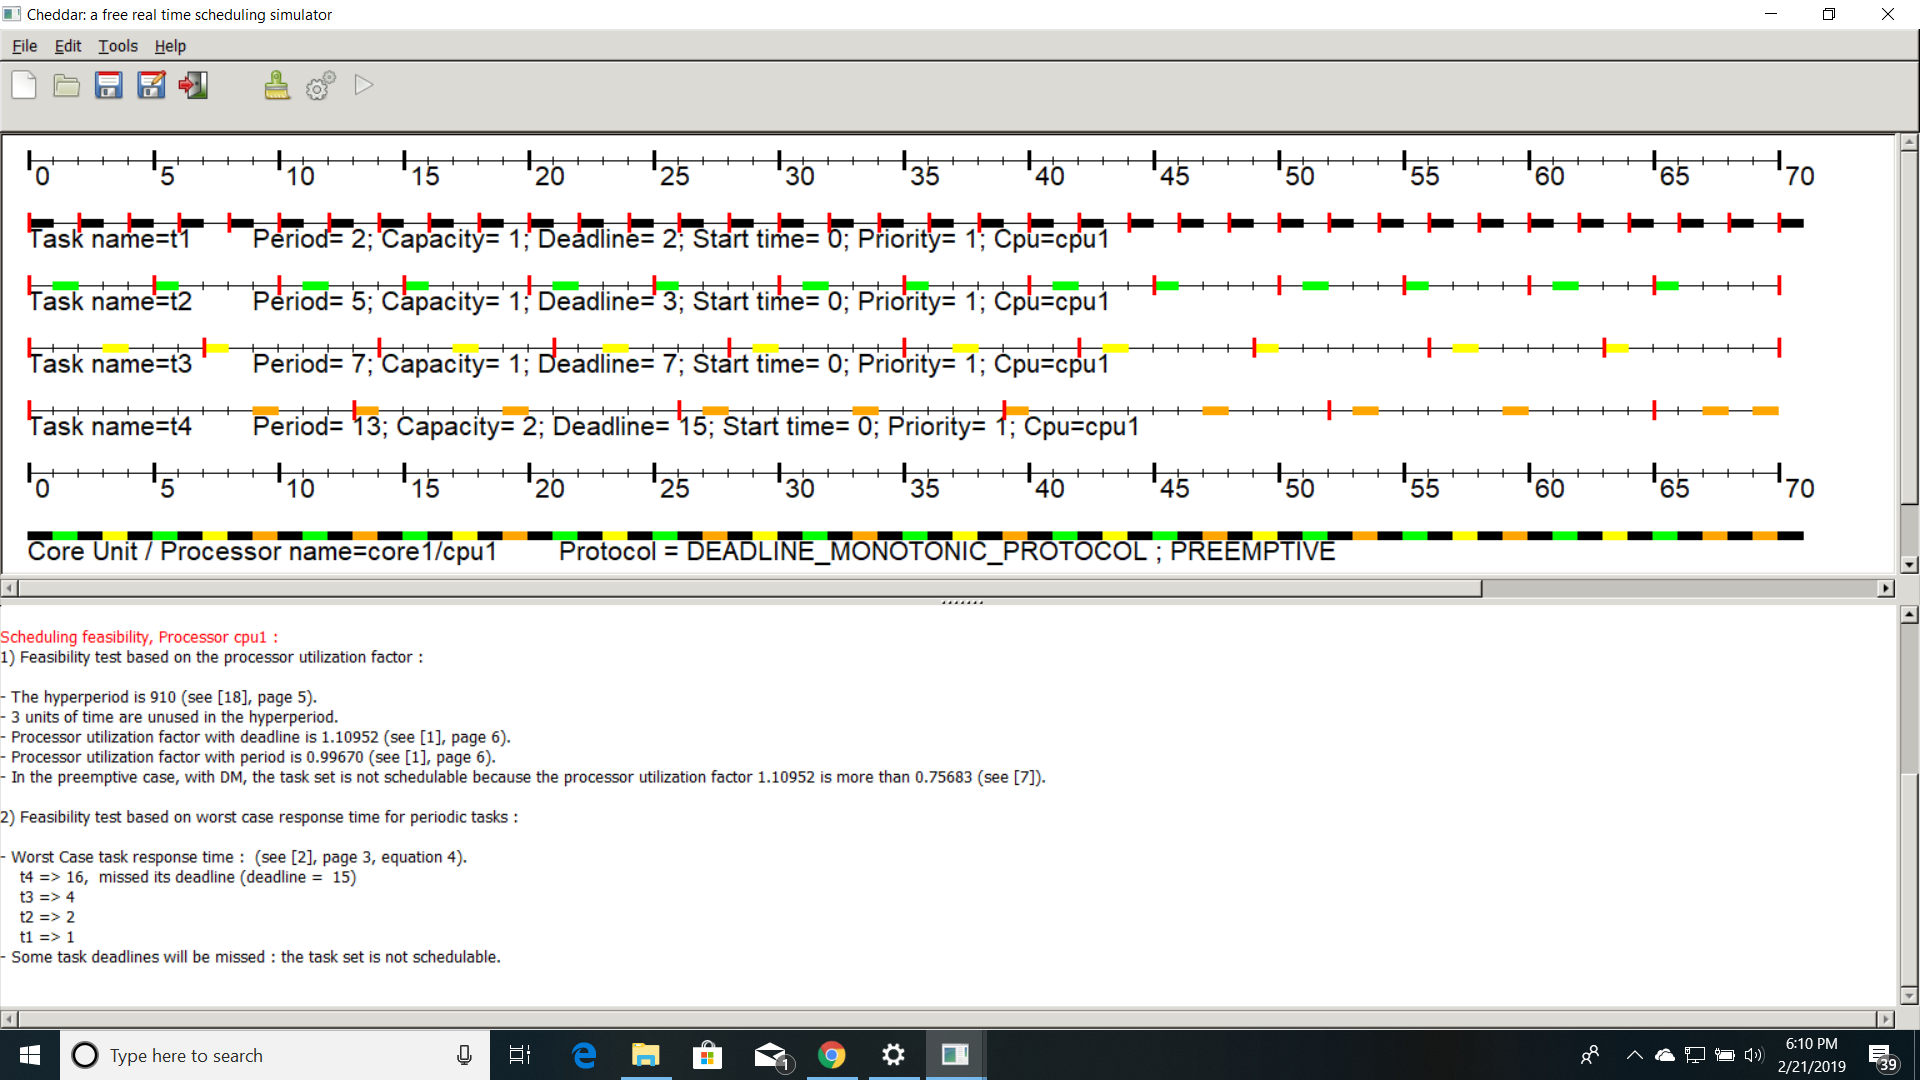 Cheddar: a free real time scheduling simulator
File Edit Tools Help
0 5 10 15 20 25 30 35 40 45 50 55 60 65 70
Task name=t1 Period= 2; Capacity= 1; Deadline= 2; Start time= 0; Priority= 1; Cpu=cpu1
Task name=t2 Period= 5; Capacity= 1; Deadline= 3; Start time= 0; Priority= 1; Cpu=cpu1
Task name=t3 Period= 7; Capacity= 1; Deadline= 7; Start time= 0; Priority= 1; Cpu=cpu1
Task name=t4 Period= 13; Capacity= 2; Deadline= 15; Start time= 0; Priority= 1; Cpu=cpu1
0 5 10 15 20 25 30 35 40 45 50 55 60 65 70
Core Unit / Processor name=core1/cpu1 Protocol = DEADLINE_MONOTONIC_PROTOCOL ; PREEMPTIVE
Scheduling feasibility, Processor cpu1 :
1) Feasibility test based on the processor utilization factor :
- The hyperperiod is 910 (see [18], page 5).
- 3 units of time are unused in the hyperperiod.
- Processor utilization factor with deadline is 1.10952 (see [1], page 6).
- Processor utilization factor with period is 0.99670 (see [1], page 6).
- In the preemptive case, with DM, the task set is not schedulable because the processor utilization factor 1.10952 is more than 0.75683 (see [7]).
2) Feasibility test based on worst case response time for periodic tasks :
- Worst Case task response time : (see [2], page 3, equation 4).
t4 => 16, missed its deadline (deadline = 15)
t3 => 4
t2 => 2
t1 => 1
- Some task deadlines will be missed : the task set is not schedulable.
Type here to search
1
6:10 PM
2/21/2019
39